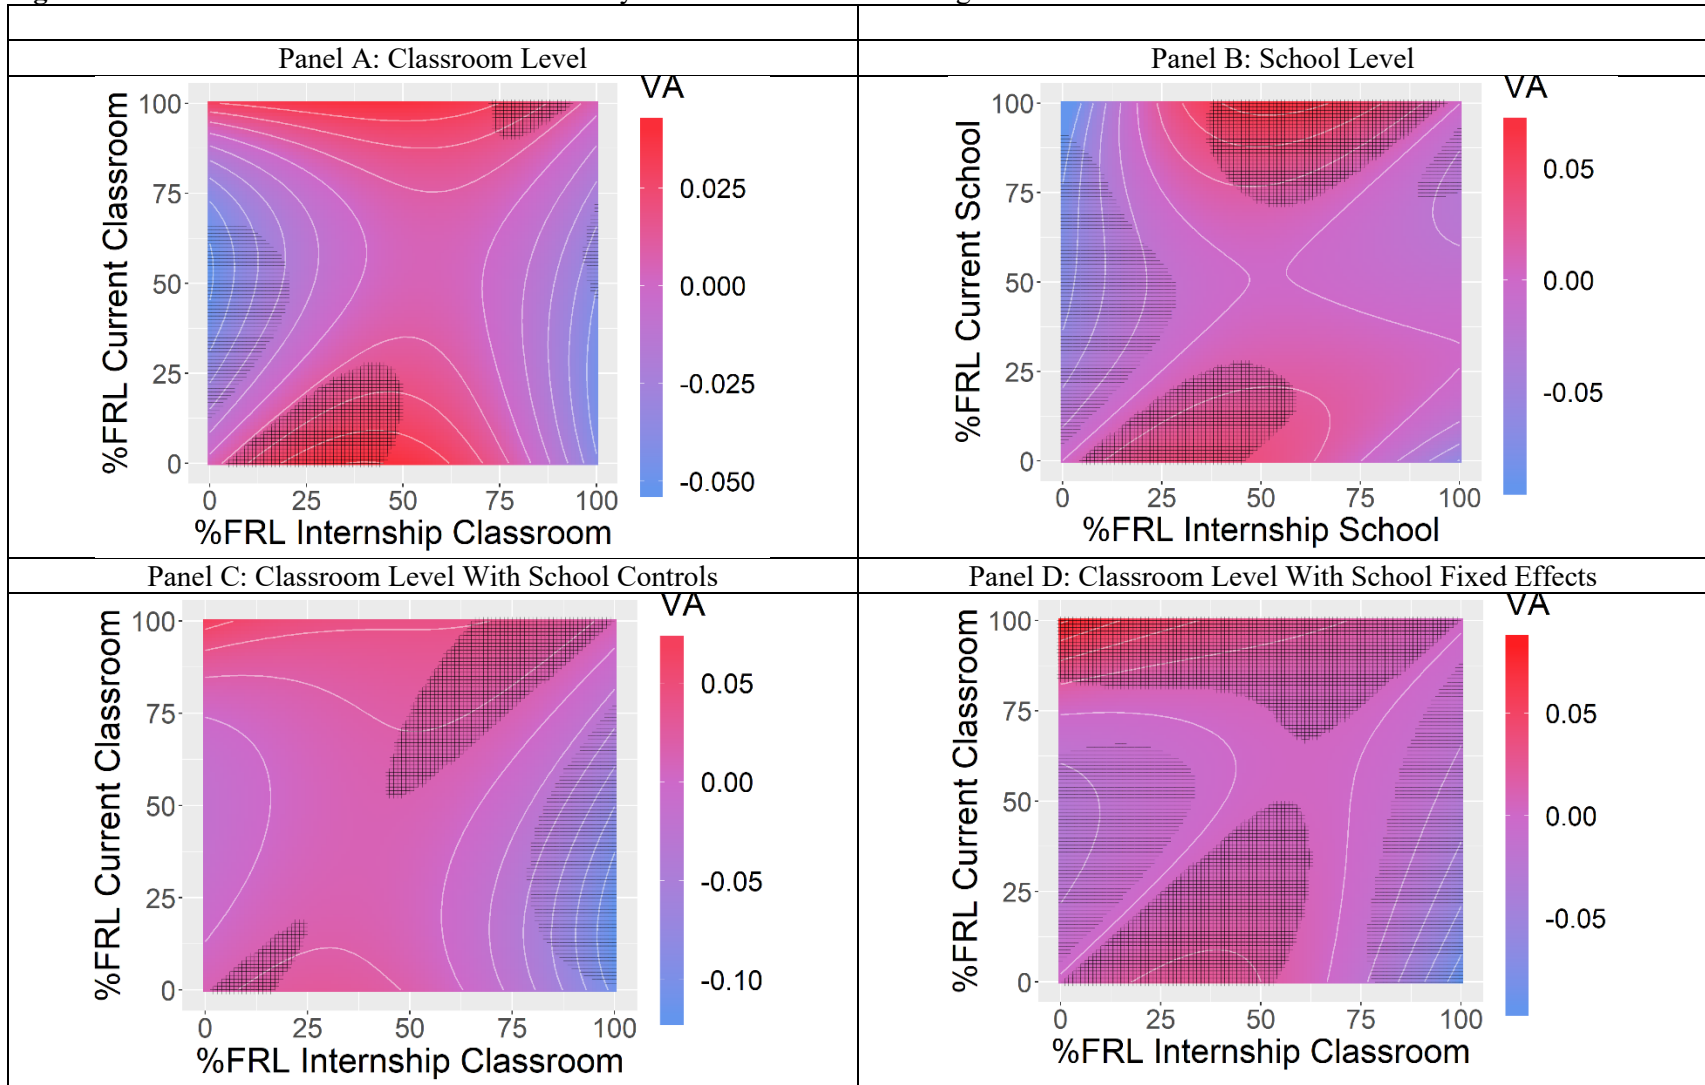 Panel A: Classroom Level
Panel B: School Level
VA
%FRL Current Classroom
100
75
50
25
0
0 25 50 75 100
%FRL Internship Classroom
0.025
0.000
-0.025
-0.050
VA
%FRL Current School
100
75
50
25
0
0 25 50 75 100
%FRL Internship School
0.05
0.00
-0.05
Panel C: Classroom Level With School Controls
Panel D: Classroom Level With School Fixed Effects
VA
%FRL Current Classroom
100
75
50
25
0
0 25 50 75 100
%FRL Internship Classroom
0.05
0.00
-0.05
-0.10
VA
%FRL Current Classroom
100
75
50
25
0
0 25 50 75 100
%FRL Internship Classroom
0.05
0.00
-0.05